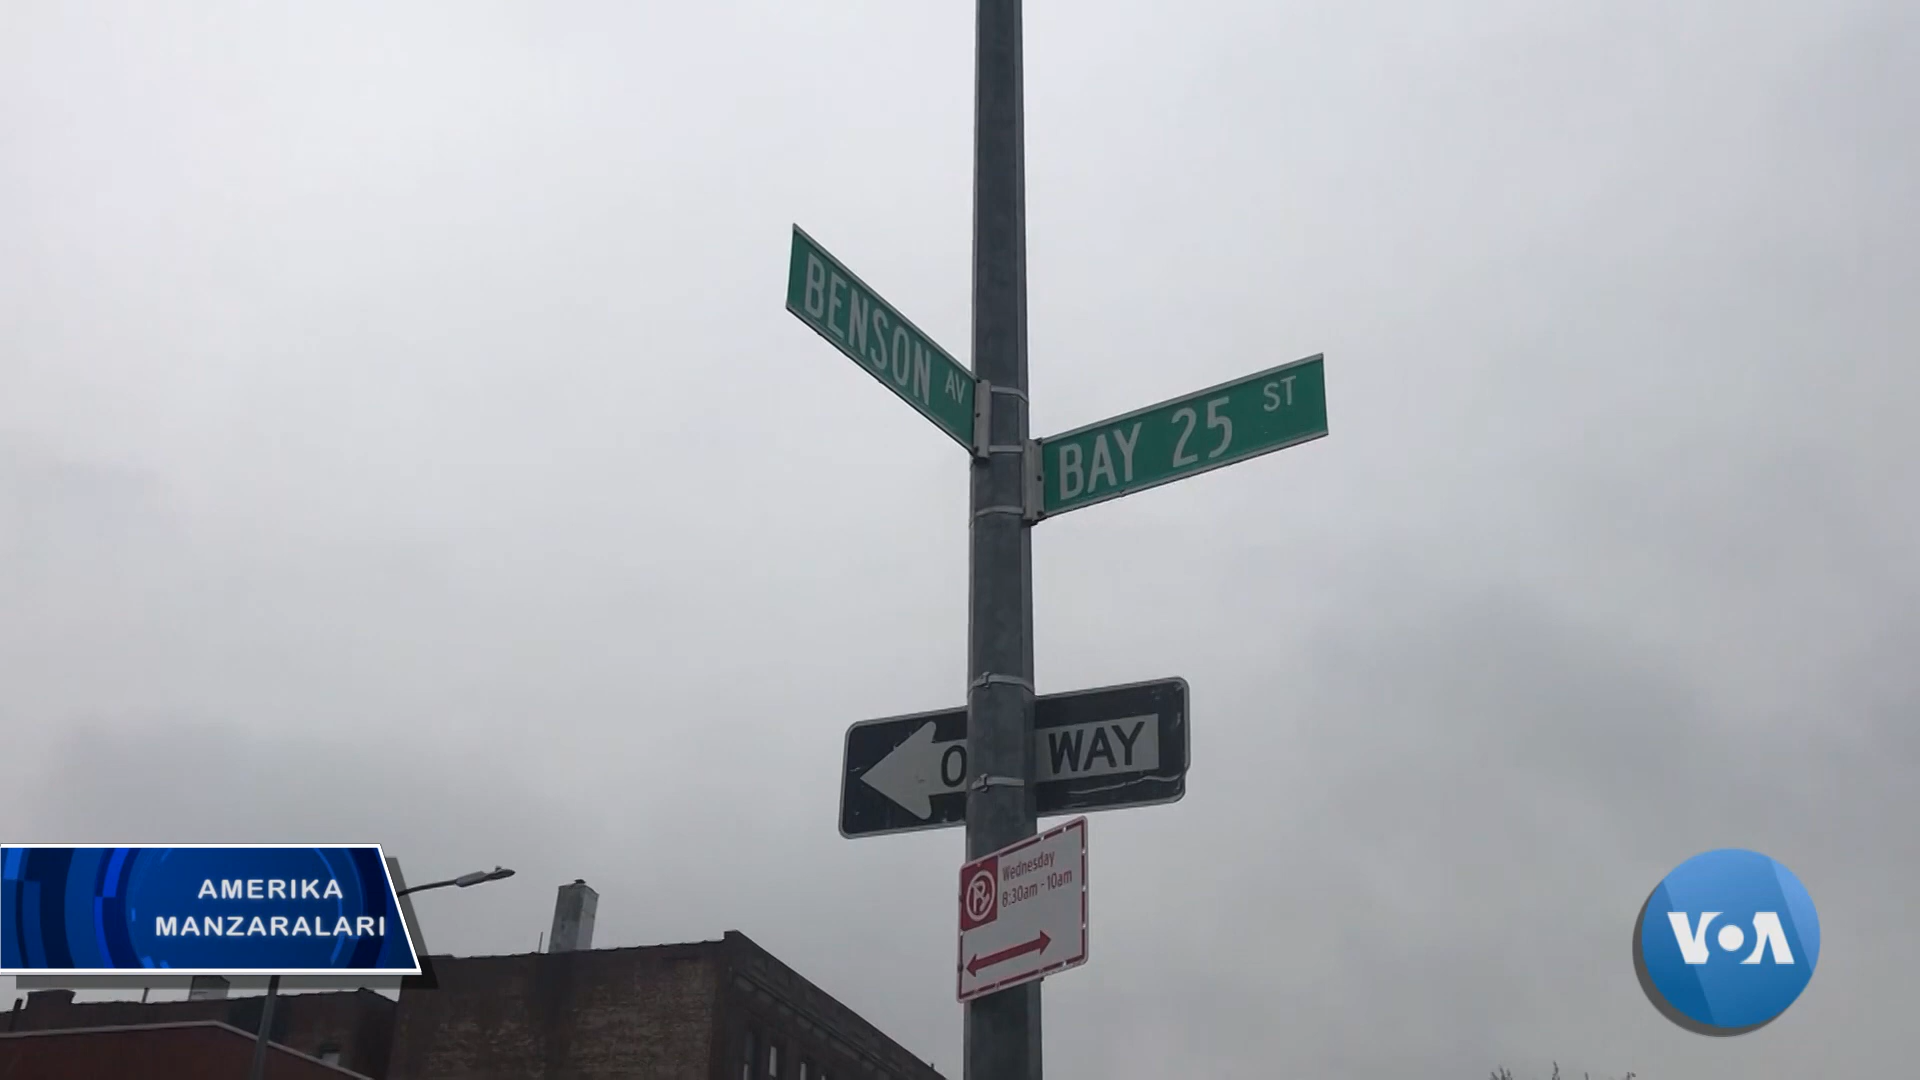 BENSON AV
BAY 25 ST
O WAY
Wednesday
8:30am - 10am
AMERIKA
MANZARALARI
VOA